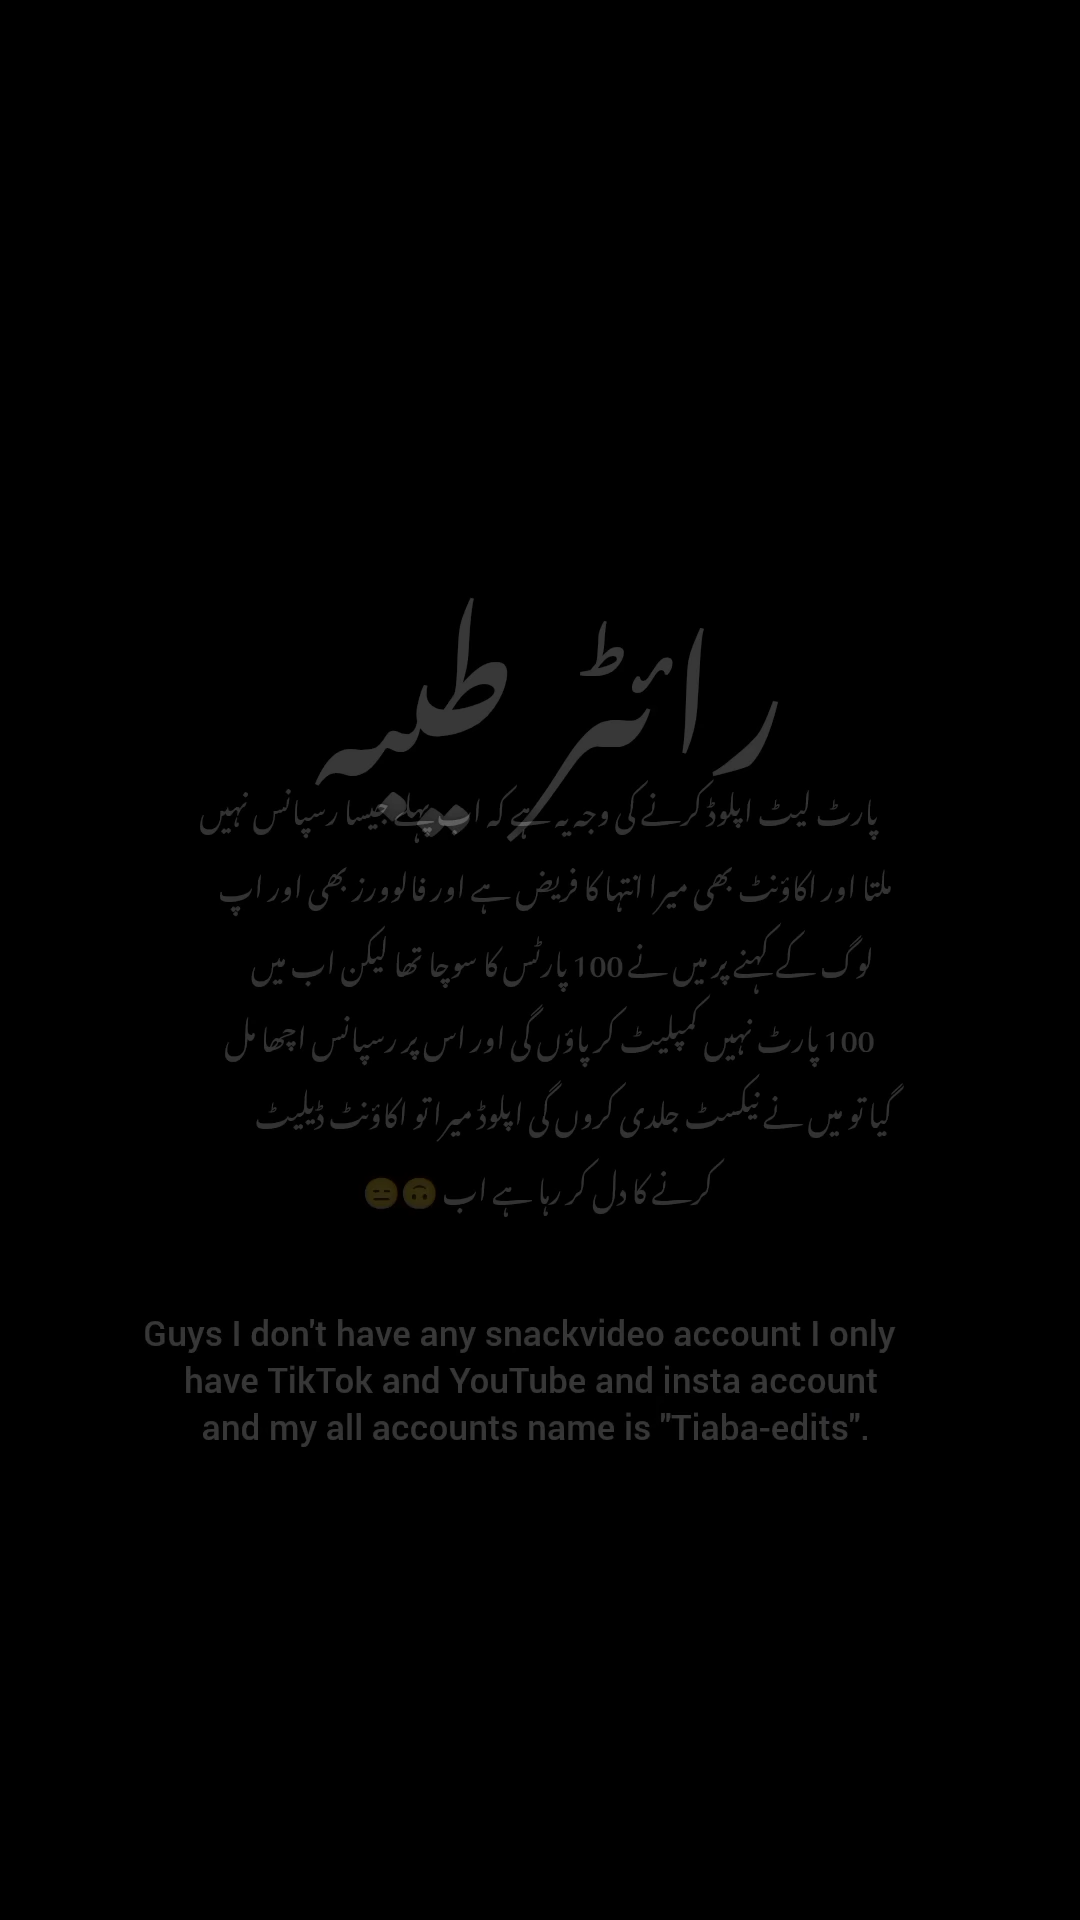 رائٹر طیبہ
پارٹ لیٹ اپلوڈ کرنے کی وجہ یہ ہے کہ اب پہلے جیسا رسپانس نہیں
ملتا اور اکاؤنٹ بھی میرا انتہا کا فریض ہے اور فالوورز بھی اور اپ
لوگ کے کہنے پر میں نے 100 پارٹس کا سوچا تھا لیکن اب میں
100 پارٹ نہیں کمپلیٹ کر پاؤں گی اور اس پر رسپانس اچھا مل
گیا تو میں نے نیکسٹ جلدی کروں گی اپلوڈ میرا تو اکاؤنٹ ڈیلیٹ
کرنے کا دل کر رہا ہے اب 🙃😑
Guys I don't have any snackvideo account I only
have TikTok and YouTube and insta account
and my all accounts name is "Tiaba-edits".